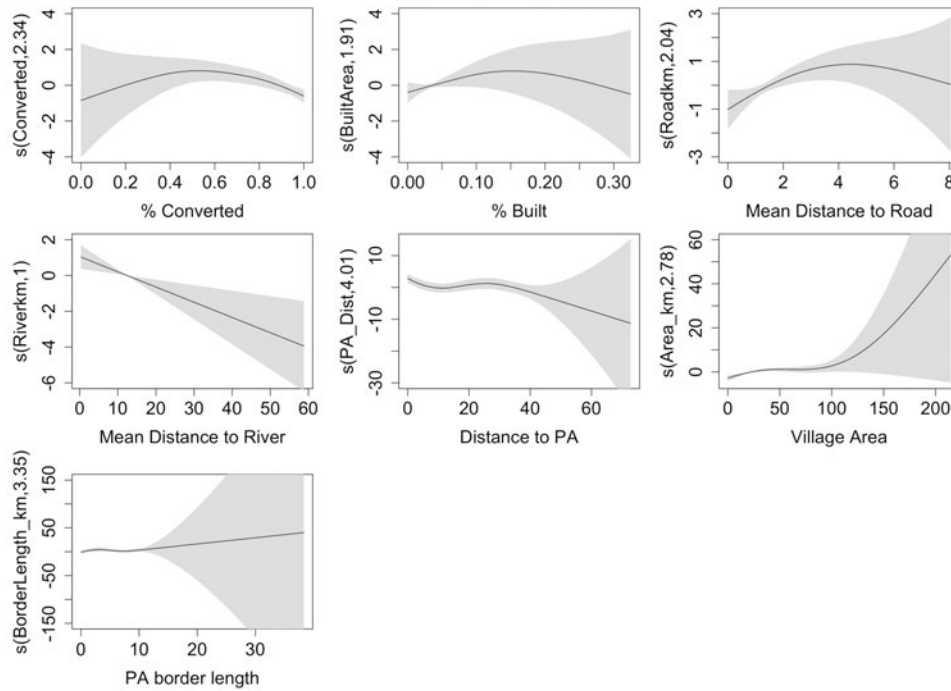 s(Converted,2.34)
4
2
0
-2
-4
0.0 0.2 0.4 0.6 0.8 1.0
% Converted
s(BuiltArea,1.91)
4
2
0
-2
-4
0.00 0.10 0.20 0.30
% Built
s(Roadkm,2.04)
3
1
-1
-3
0 2 4 6 8
Mean Distance to Road
s(Riverkm,1)
2
0
-2
-4
-6
0 10 20 30 40 50 60
Mean Distance to River
s(PA_Dist,4.01)
10
-10
-30
0 20 40 60
Distance to PA
s(Area_km,2.78)
60
40
20
0
0 50 100 150 200
Village Area
s(BorderLength_km,3.35)
150
50
-50
-150
0 10 20 30
PA border length